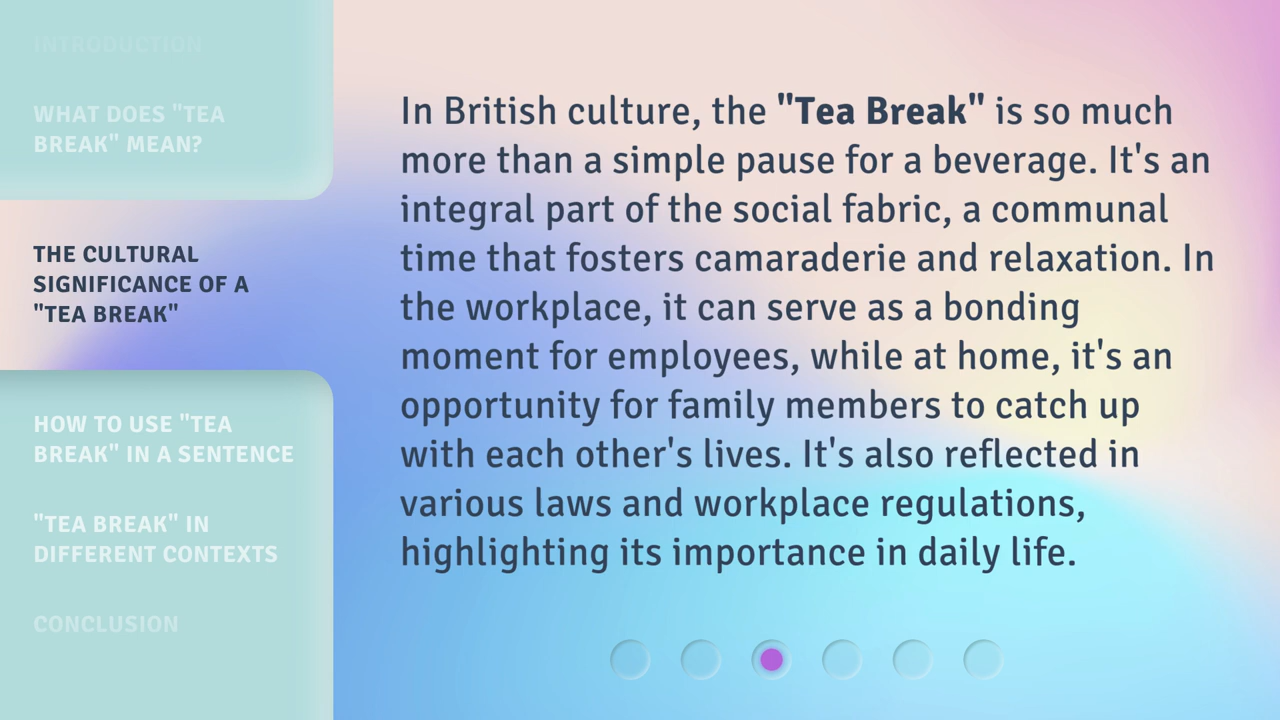 INTRODUCTION
WHAT DOES "TEA
BREAK" MEAN?
THE CULTURAL
SIGNIFICANCE OF A
"TEA BREAK"
HOW TO USE "TEA
BREAK" IN A SENTENCE
"TEA BREAK" IN
DIFFERENT CONTEXTS
CONCLUSION
In British culture, the "Tea Break" is so much
more than a simple pause for a beverage. It's an
integral part of the social fabric, a communal
time that fosters camaraderie and relaxation. In
the workplace, it can serve as a bonding
moment for employees, while at home, it's an
opportunity for family members to catch up
with each other's lives. It's also reflected in
various laws and workplace regulations,
highlighting its importance in daily life.